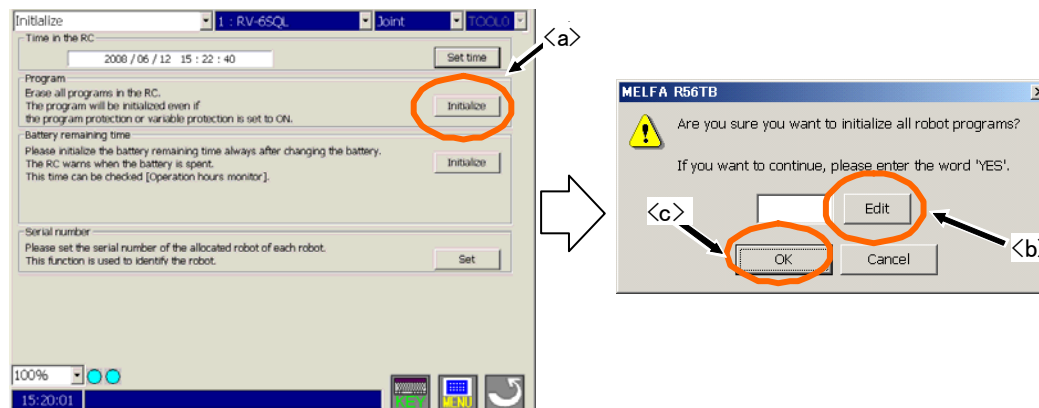 Initialize 1 : RV-6SQL Joint TOOL0
Time in the RC
2008 / 06 / 12 15 : 22 : 40 Set time
Program
Erase all programs in the RC.
The program will be initialized even if
the program protection or variable protection is set to ON.
Initialize
Battery remaining time
Please initialize the battery remaining time always after changing the battery.
The RC warns when the battery is spent.
This time can be checked [Operation hours monitor].
Initialize
Serial number
Please set the serial number of the allocated robot of each robot.
This function is used to identify the robot.
Set
100%
15:20:01 KEY MENU
<a>
MELFA R56TB
Are you sure you want to initialize all robot programs?
If you want to continue, please enter the word 'YES'.
Edit
<c>
<b>
OK Cancel